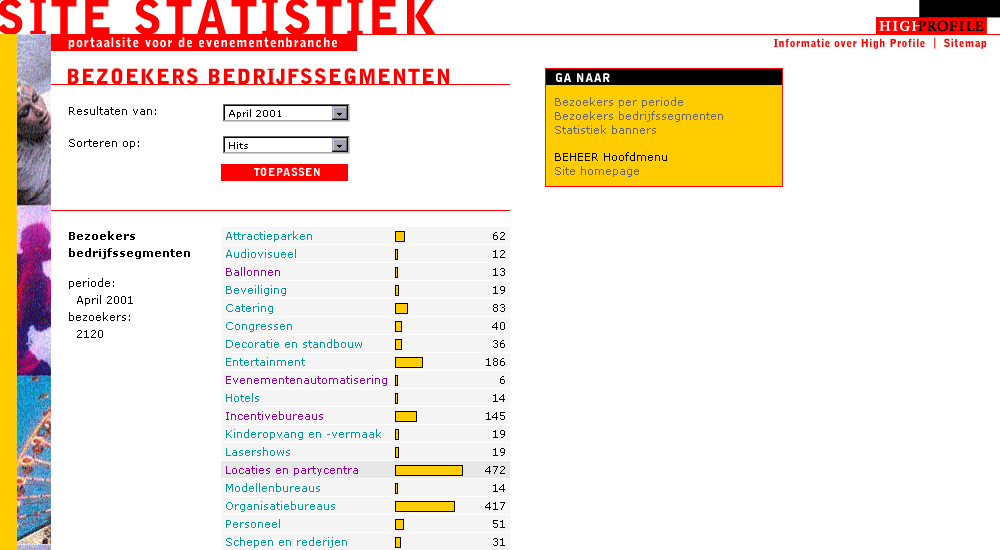 SITE STATISTIEK
portaalsite voor de evenementenbranche
HIGHPROFILE
Informatie over High Profile | Sitemap
BEZOEKERS BEDRIJFSSEGMENTEN
Resultaten van: April 2001
Sorteren op: Hits
TOEPASSEN
GA NAAR
Bezoekers per periode
Bezoekers bedrijfssegmenten
Statistiek banners
BEHEER Hoofdmenu
Site homepage
Bezoekers
bedrijfssegmenten
periode:
April 2001
bezoekers:
2120
Attractieparken 62
Audiovisueel 12
Ballonnen 13
Beveiliging 19
Catering 83
Congressen 40
Decoratie en standbouw 36
Entertainment 186
Evenementenautomatisering 6
Hotels 14
Incentivebureaus 145
Kinderopvang en -vermaak 19
Lasershows 19
Locaties en partycentra 472
Modellenbureaus 14
Organisatiebureaus 417
Personeel 51
Schepen en rederijen 31